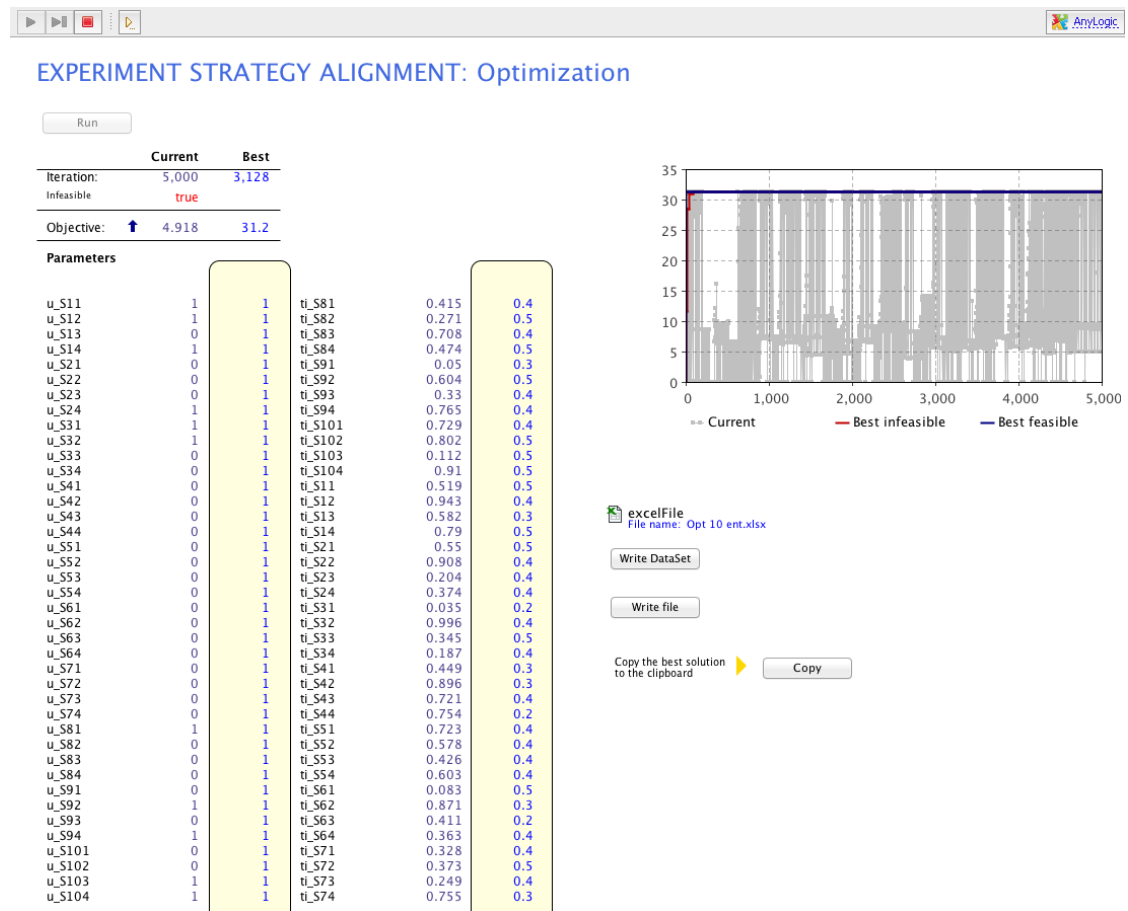 AnyLogic
EXPERIMENT STRATEGY ALIGNMENT: Optimization
Run
Current Best
Iteration: 5,000 3,128
Infeasible true
Objective: 4.918 31.2
Parameters
u_S11 1 1 ti_S81 0.415 0.4
u_S12 1 1 ti_S82 0.271 0.5
u_S13 0 1 ti_S83 0.708 0.4
u_S14 1 1 ti_S84 0.474 0.5
u_S21 0 1 ti_S91 0.05 0.3
u_S22 0 1 ti_S92 0.604 0.5
u_S23 0 1 ti_S93 0.33 0.4
u_S24 1 1 ti_S94 0.765 0.4
u_S31 1 1 ti_S101 0.729 0.4
u_S32 1 1 ti_S102 0.802 0.5
u_S33 0 1 ti_S103 0.112 0.5
u_S34 0 1 ti_S104 0.91 0.5
u_S41 0 1 ti_S11 0.519 0.5
u_S42 0 1 ti_S12 0.943 0.4
u_S43 0 1 ti_S13 0.582 0.3
u_S44 0 1 ti_S14 0.79 0.5
u_S51 0 1 ti_S21 0.55 0.5
u_S52 0 1 ti_S22 0.908 0.4
u_S53 0 1 ti_S23 0.204 0.4
u_S54 0 1 ti_S24 0.374 0.4
u_S61 0 1 ti_S31 0.035 0.2
u_S62 0 1 ti_S32 0.996 0.4
u_S63 0 1 ti_S33 0.345 0.5
u_S64 0 1 ti_S34 0.187 0.4
u_S71 0 1 ti_S41 0.449 0.3
u_S72 0 1 ti_S42 0.896 0.3
u_S73 0 1 ti_S43 0.721 0.4
u_S74 0 1 ti_S44 0.754 0.2
u_S81 1 1 ti_S51 0.723 0.4
u_S82 0 1 ti_S52 0.578 0.4
u_S83 0 1 ti_S53 0.426 0.4
u_S84 0 1 ti_S54 0.603 0.4
u_S91 0 1 ti_S61 0.083 0.5
u_S92 1 1 ti_S62 0.871 0.3
u_S93 0 1 ti_S63 0.411 0.2
u_S94 1 1 ti_S64 0.363 0.4
u_S101 0 1 ti_S71 0.328 0.4
u_S102 0 1 ti_S72 0.373 0.5
u_S103 1 1 ti_S73 0.249 0.4
u_S104 1 1 ti_S74 0.755 0.3
35
30
25
20
15
10
5
0
0 1,000 2,000 3,000 4,000 5,000
Current Best infeasible Best feasible
excelFile
File name: Opt 10 ent.xlsx
Write DataSet
Write file
Copy the best solution
to the clipboard
Copy